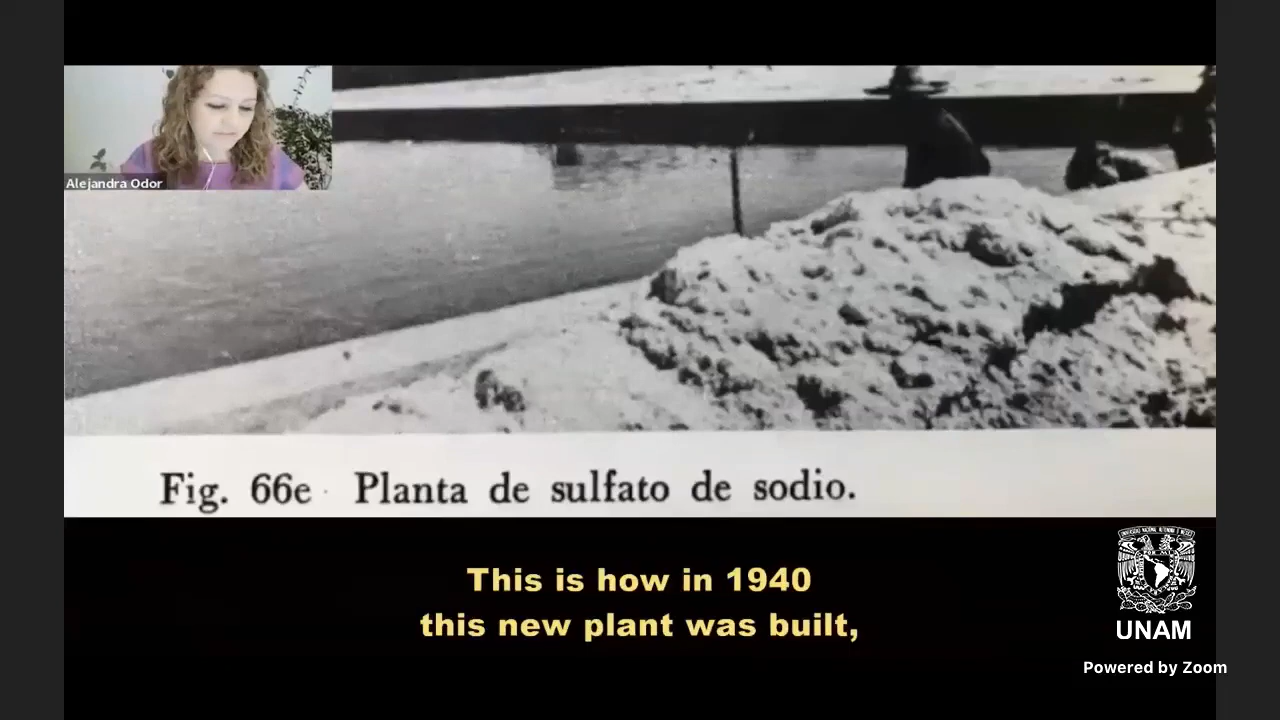 Alejandra Odor
Fig. 66e Planta de sulfato de sodio.
This is how in 1940
this new plant was built,
UNAM
Powered by Zoom